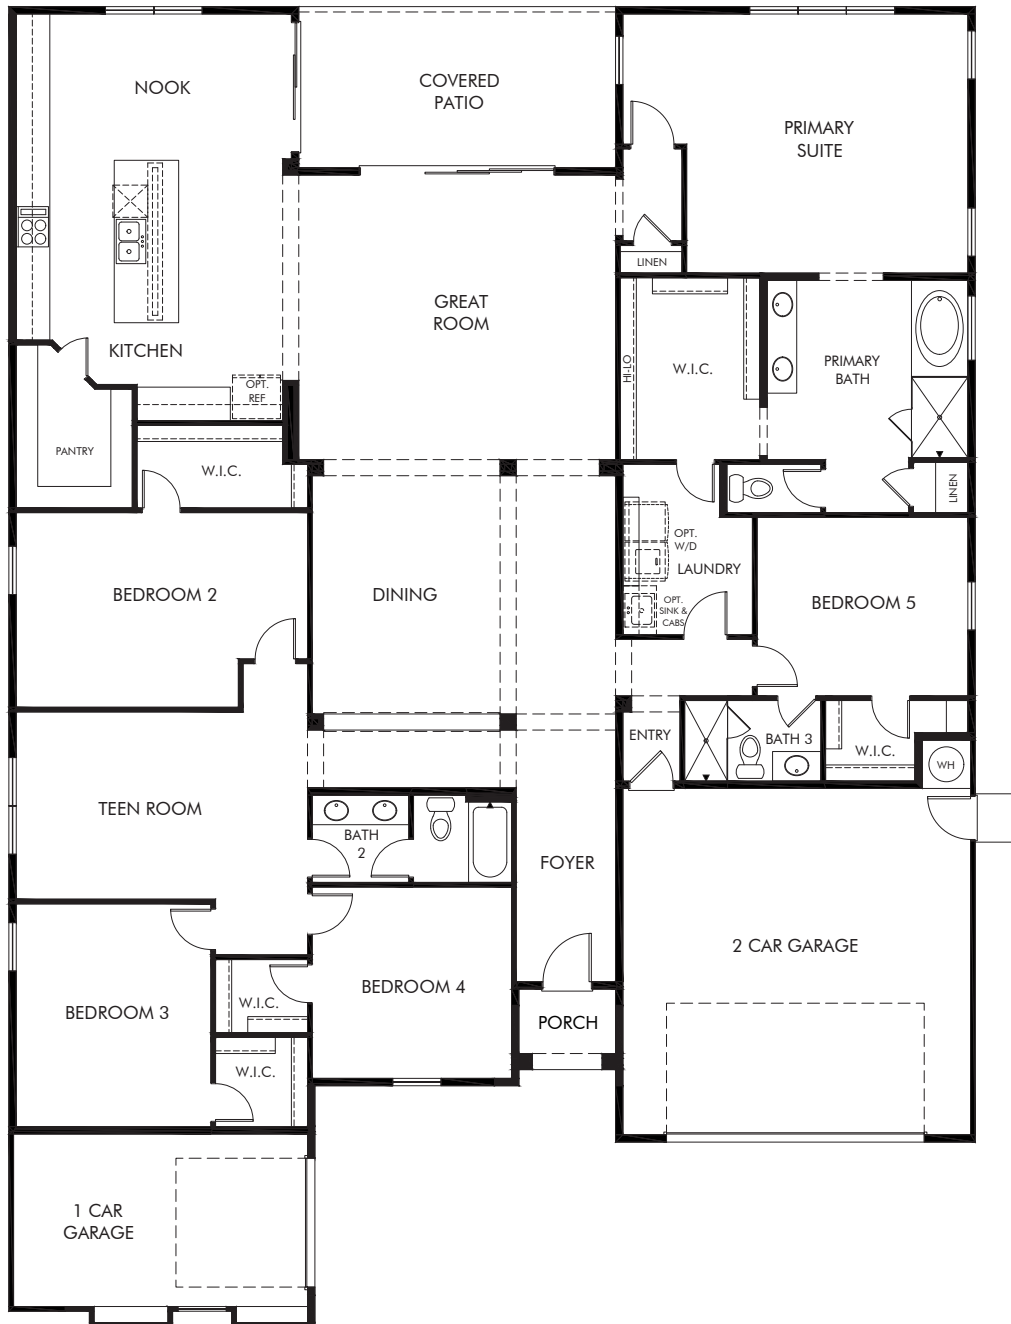 NOOK
COVERED
PATIO
PRIMARY
SUITE
LINEN
GREAT
ROOM
KITCHEN
OPT.
REF
HI-LO
W.I.C.
PRIMARY
BATH
PANTRY
W.I.C.
LINEN
OPT.
W/D
LAUNDRY
OPT.
SINK &
CABS
BEDROOM 2
DINING
BEDROOM 5
ENTRY
BATH 3
W.I.C.
WH
TEEN ROOM
BATH
2
FOYER
2 CAR GARAGE
BEDROOM 3
W.I.C.
BEDROOM 4
PORCH
W.I.C.
1 CAR
GARAGE